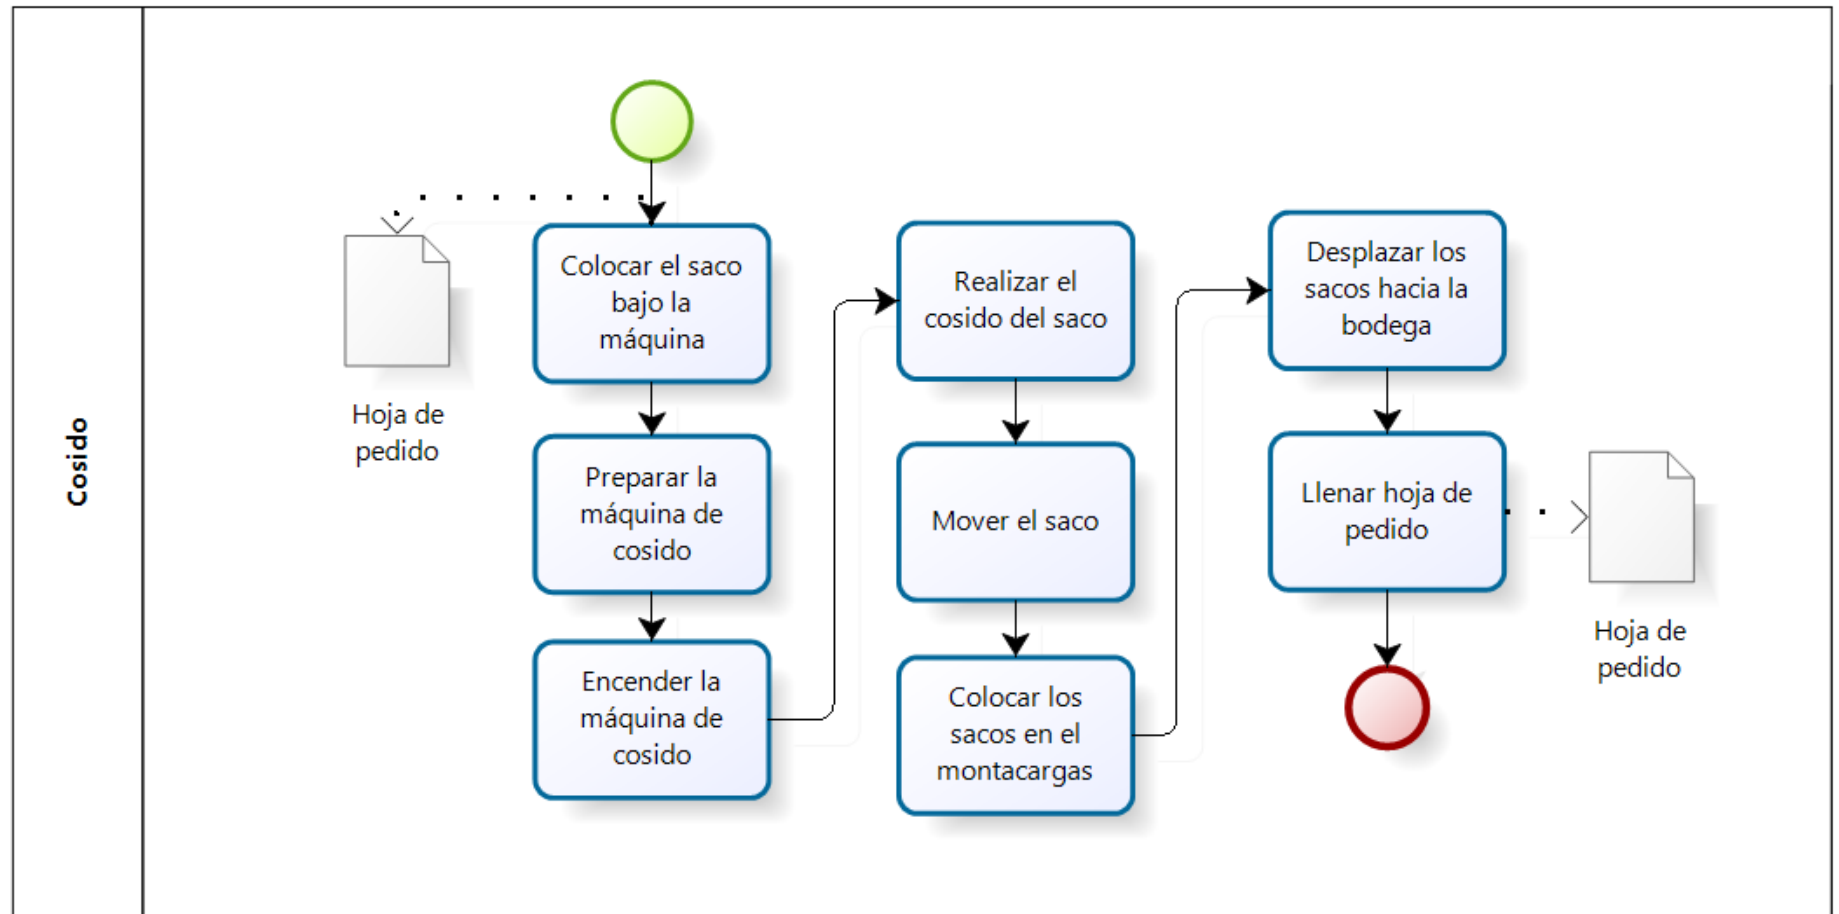 Cosido
Hoja de
pedido
Colocar el saco
bajo la
máquina
Preparar la
máquina de
cosido
Encender la
máquina de
cosido
Realizar el
cosido del saco
Mover el saco
Colocar los
sacos en el
montacargas
Desplazar los
sacos hacia la
bodega
Llenar hoja de
pedido
Hoja de
pedido